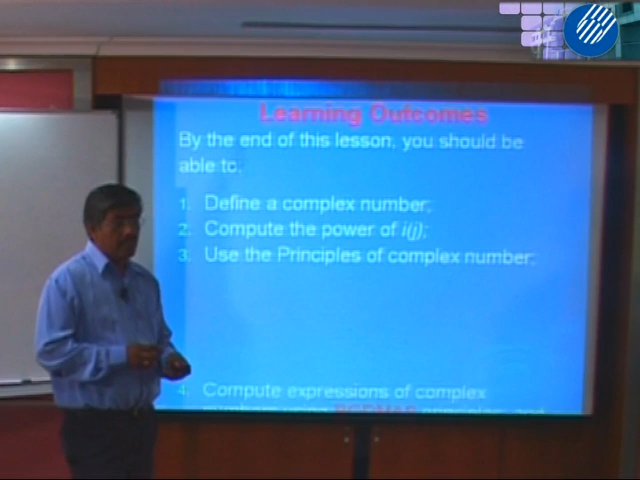 Learning Outcomes
By the end of this lesson, you should be
able to:
1. Define a complex number;
2. Compute the power of i(j);
3. Use the Principles of complex number;
4. Compute expressions of complex